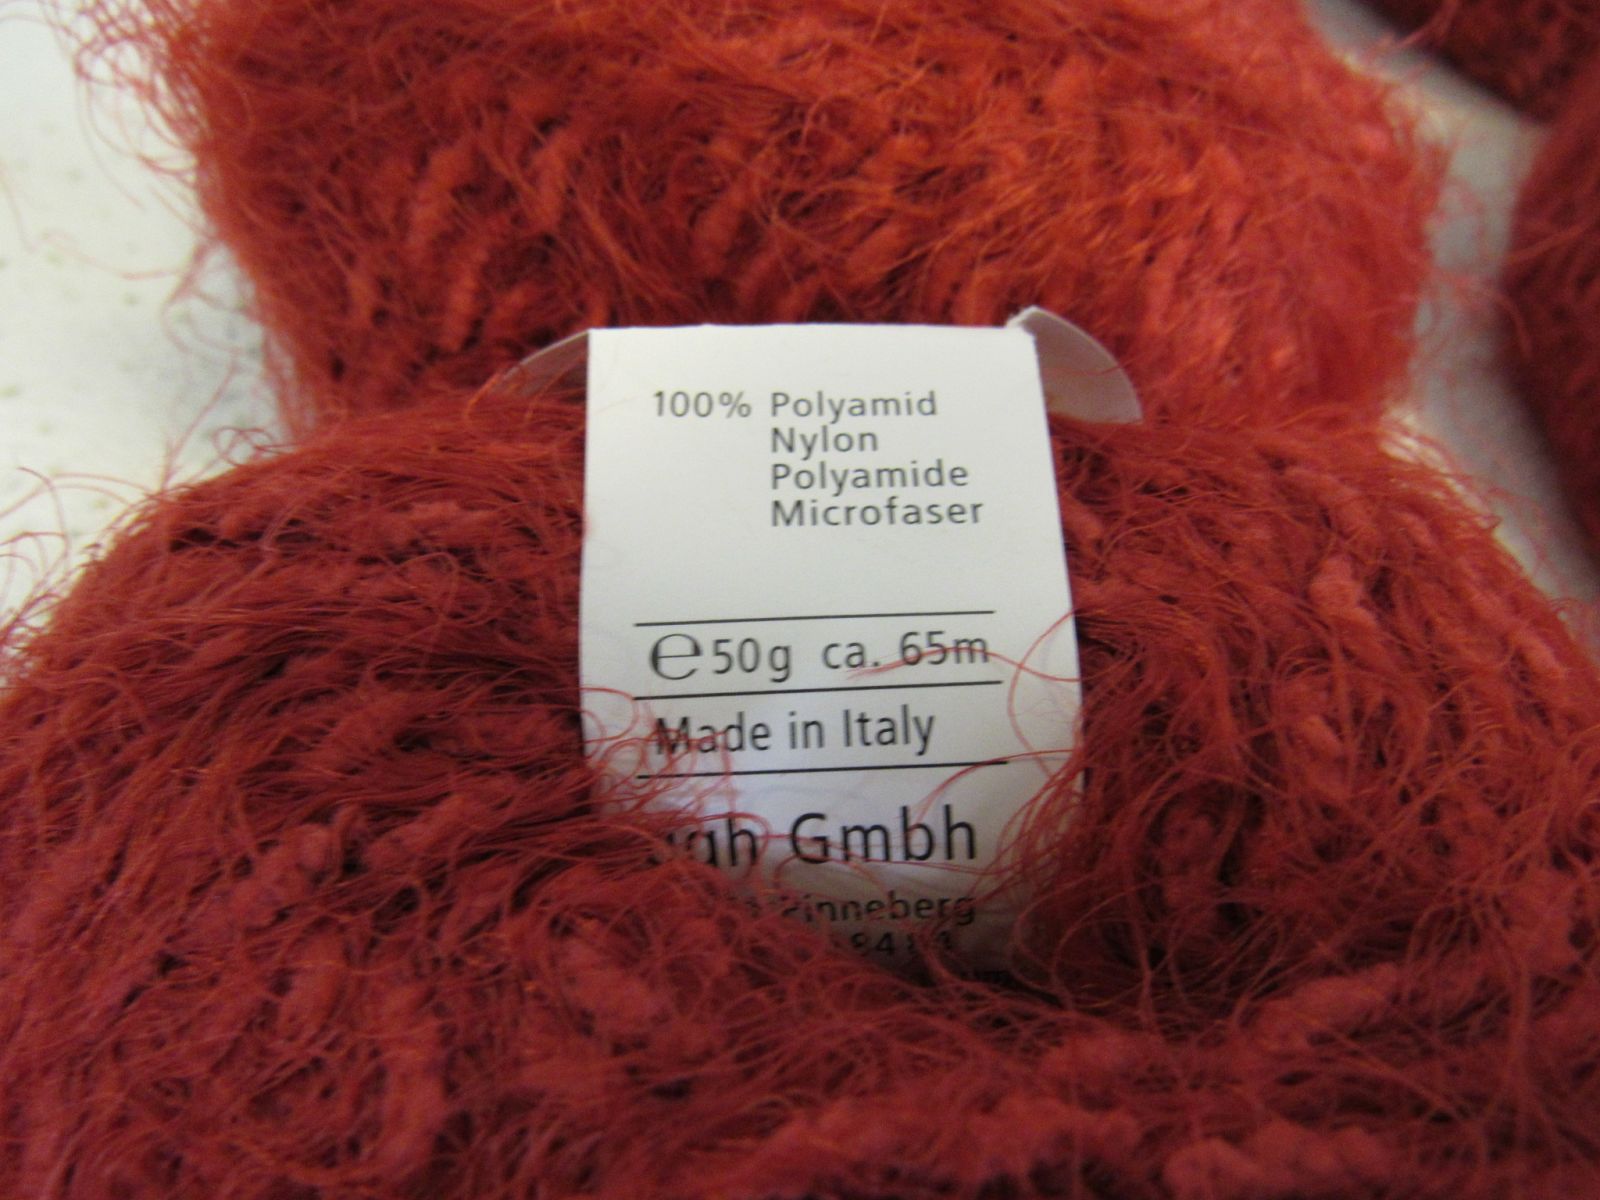 100% Polyamid
Nylon
Polyamide
Microfaser
℮ 50g ca. 65m
Made in Italy
Gmbh